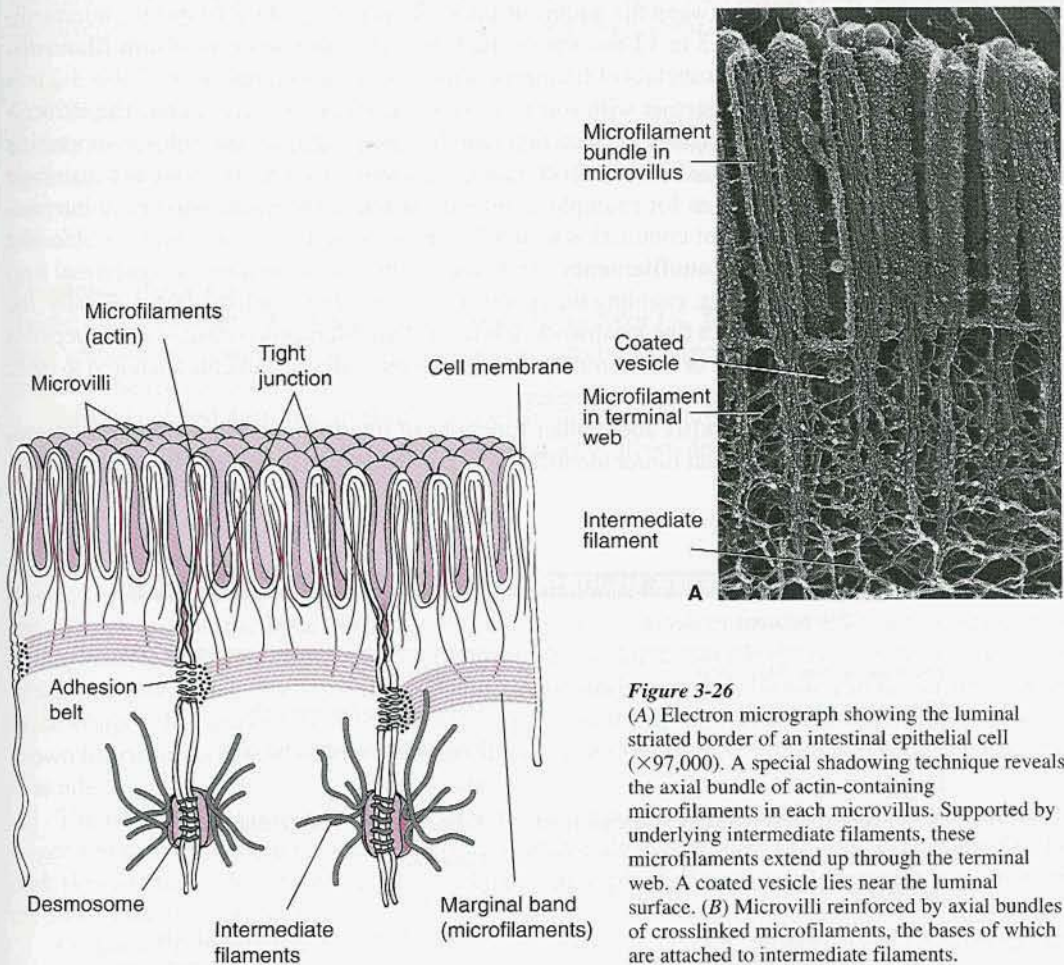 Microfilament
bundle in
microvillus
Coated
vesicle
Microfilament
in terminal
web
Intermediate
filament
A
Microfilaments
(actin)
Microvilli
Tight
junction
Cell membrane
Adhesion
belt
Desmosome
Intermediate
filaments
Marginal band
(microfilaments)
Figure 3-26
(A) Electron micrograph showing the luminal
striated border of an intestinal epithelial cell
(×97,000). A special shadowing technique reveals
the axial bundle of actin-containing
microfilaments in each microvillus. Supported by
underlying intermediate filaments, these
microfilaments extend up through the terminal
web. A coated vesicle lies near the luminal
surface. (B) Microvilli reinforced by axial bundles
of crosslinked microfilaments, the bases of which
are attached to intermediate filaments.